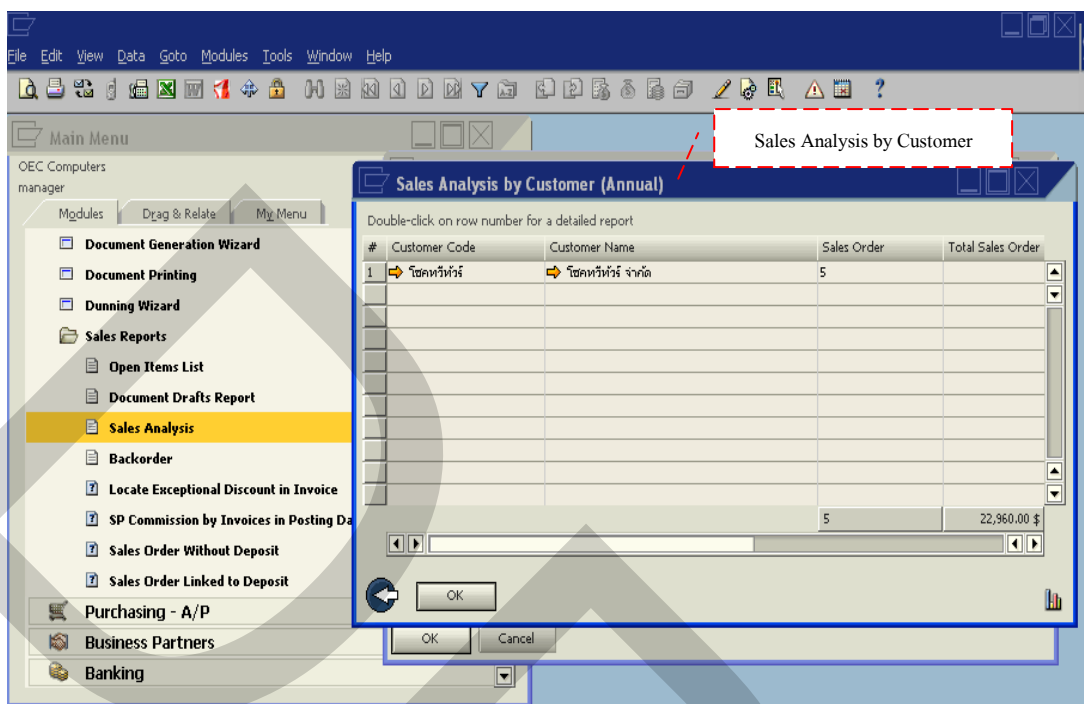 File Edit View Data Goto Modules Tools Window Help
Sales Analysis by Customer
Main Menu
OEC Computers
manager
Modules Drag & Relate My Menu
Document Generation Wizard
Document Printing
Dunning Wizard
Sales Reports
Open Items List
Document Drafts Report
Sales Analysis
Backorder
Locate Exceptional Discount in Invoice
SP Commission by Invoices in Posting Da
Sales Order Without Deposit
Sales Order Linked to Deposit
Purchasing - A/P
Business Partners
Banking
Sales Analysis by Customer (Annual)
Double-click on row number for a detailed report
# Customer Code Customer Name Sales Order Total Sales Order
1 โชคทวีทัวร์ โชคทวีทัวร์ จำกัด 5
5 22,960.00 $
OK
OK Cancel